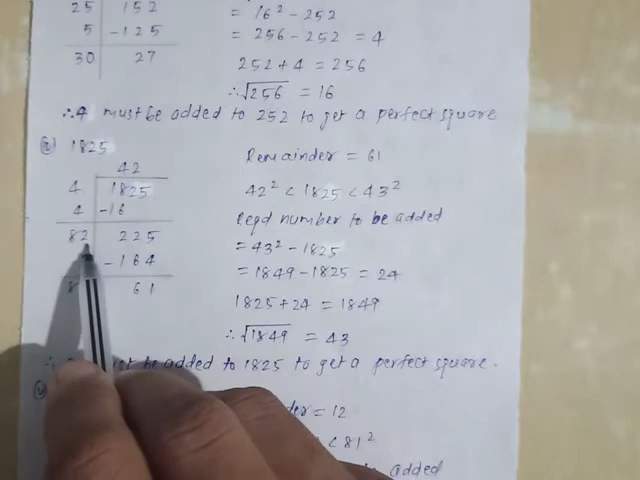 25 152 = 16² - 252
5 -125 = 256 - 252 = 4
30 27 252 + 4 = 256
∴√256 = 16
∴4 must be added to 252 to get a perfect square
1825
42 Remainder = 61
4 1825 42² < 1825 < 43²
4 -16 Reqd number to be added
82 225 = 43² - 1825
-164 = 1849 - 1825 = 24
8 61 1825 + 24 = 1849
∴√1849 = 43
be added to 1825 to get a perfect square.
= 12
< 81²
added